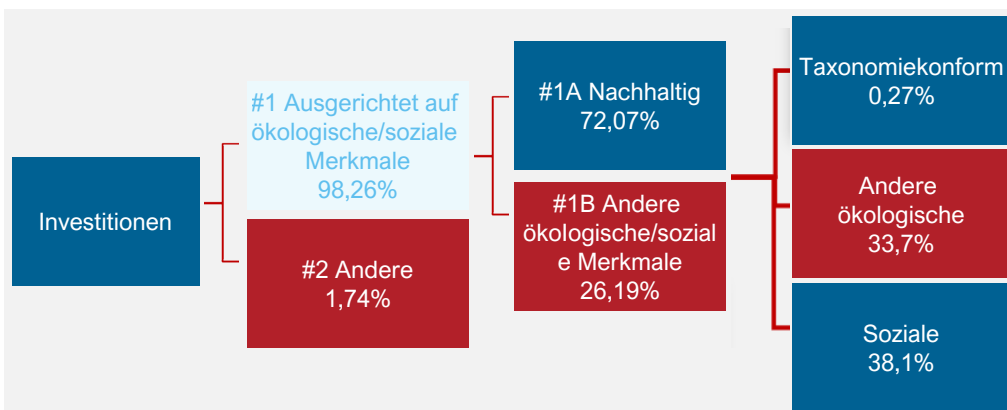 Investitionen
#1 Ausgerichtet auf
ökologische/soziale
Merkmale
98,26%
#2 Andere
1,74%
#1A Nachhaltig
72,07%
#1B Andere
ökologische/sozial
e Merkmale
26,19%
Taxonomiekonform
0,27%
Andere
ökologische
33,7%
Soziale
38,1%